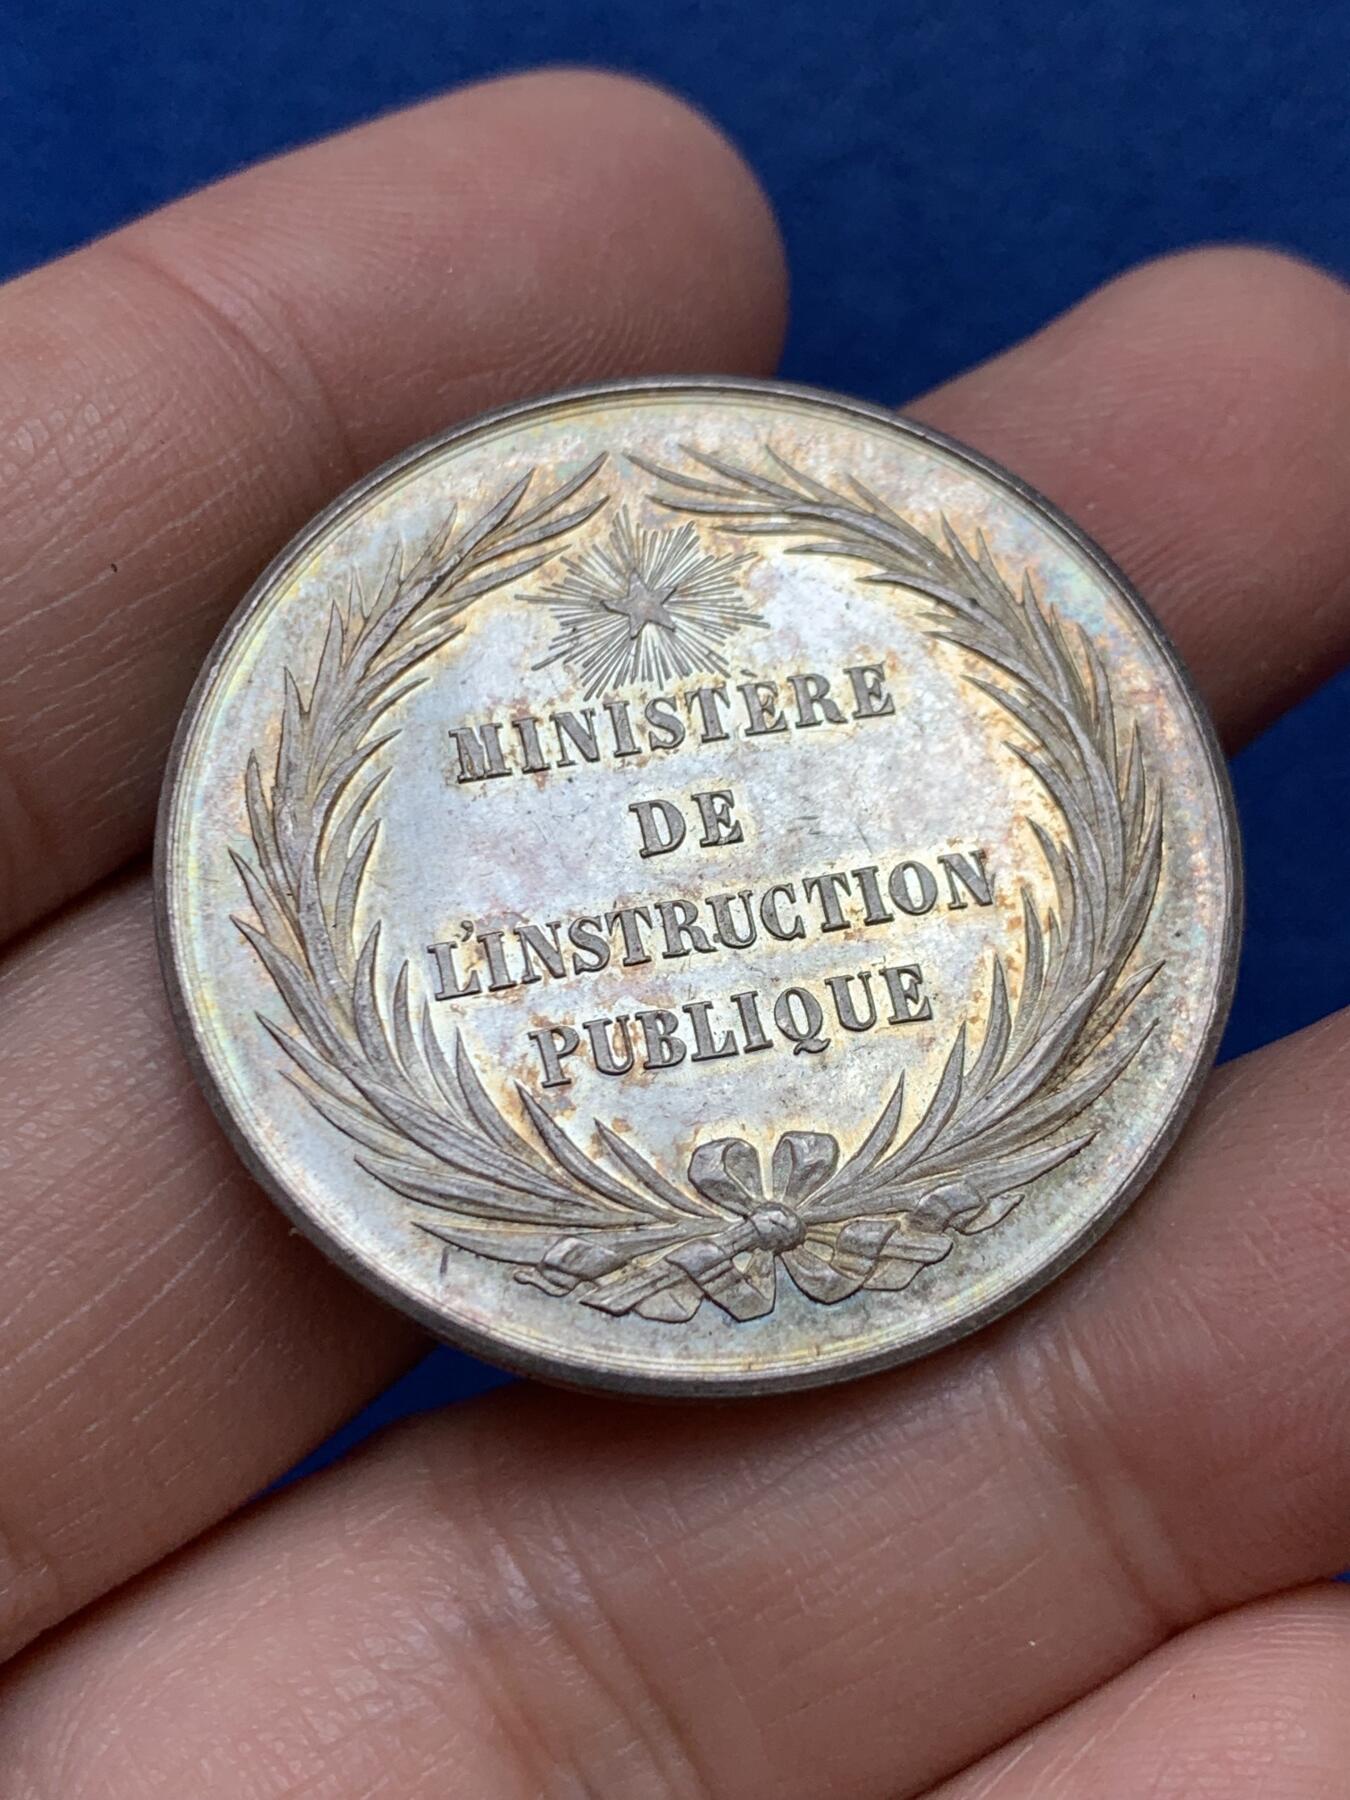 MINISTÈRE
DE
L'INSTRUCTION
PUBLIQUE